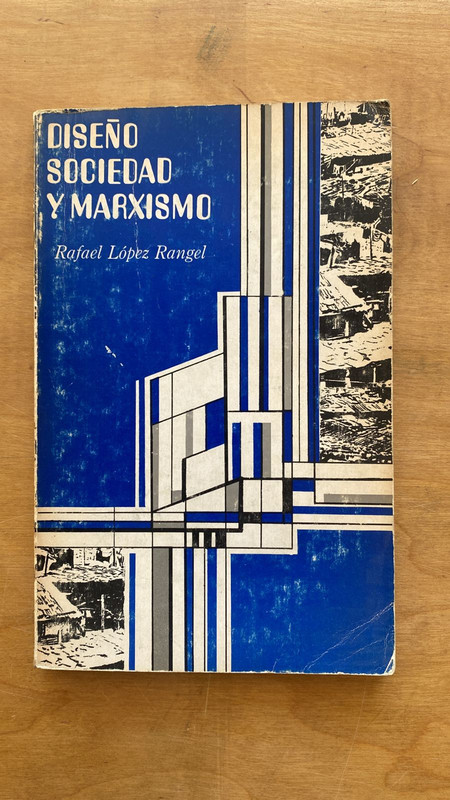 DISEÑO
SOCIEDAD
Y MARXISMO
Rafael López Rangel